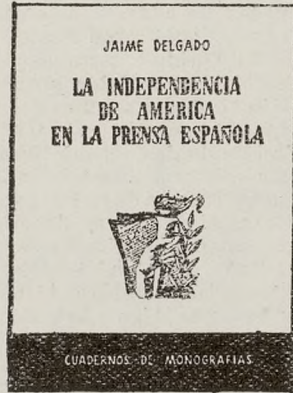 JAIME DELGADO
LA INDEPENDENCIA
DE AMERICA
EN LA PRENSA ESPAÑOLA
CUADERNOS DE MONOGRAFIAS